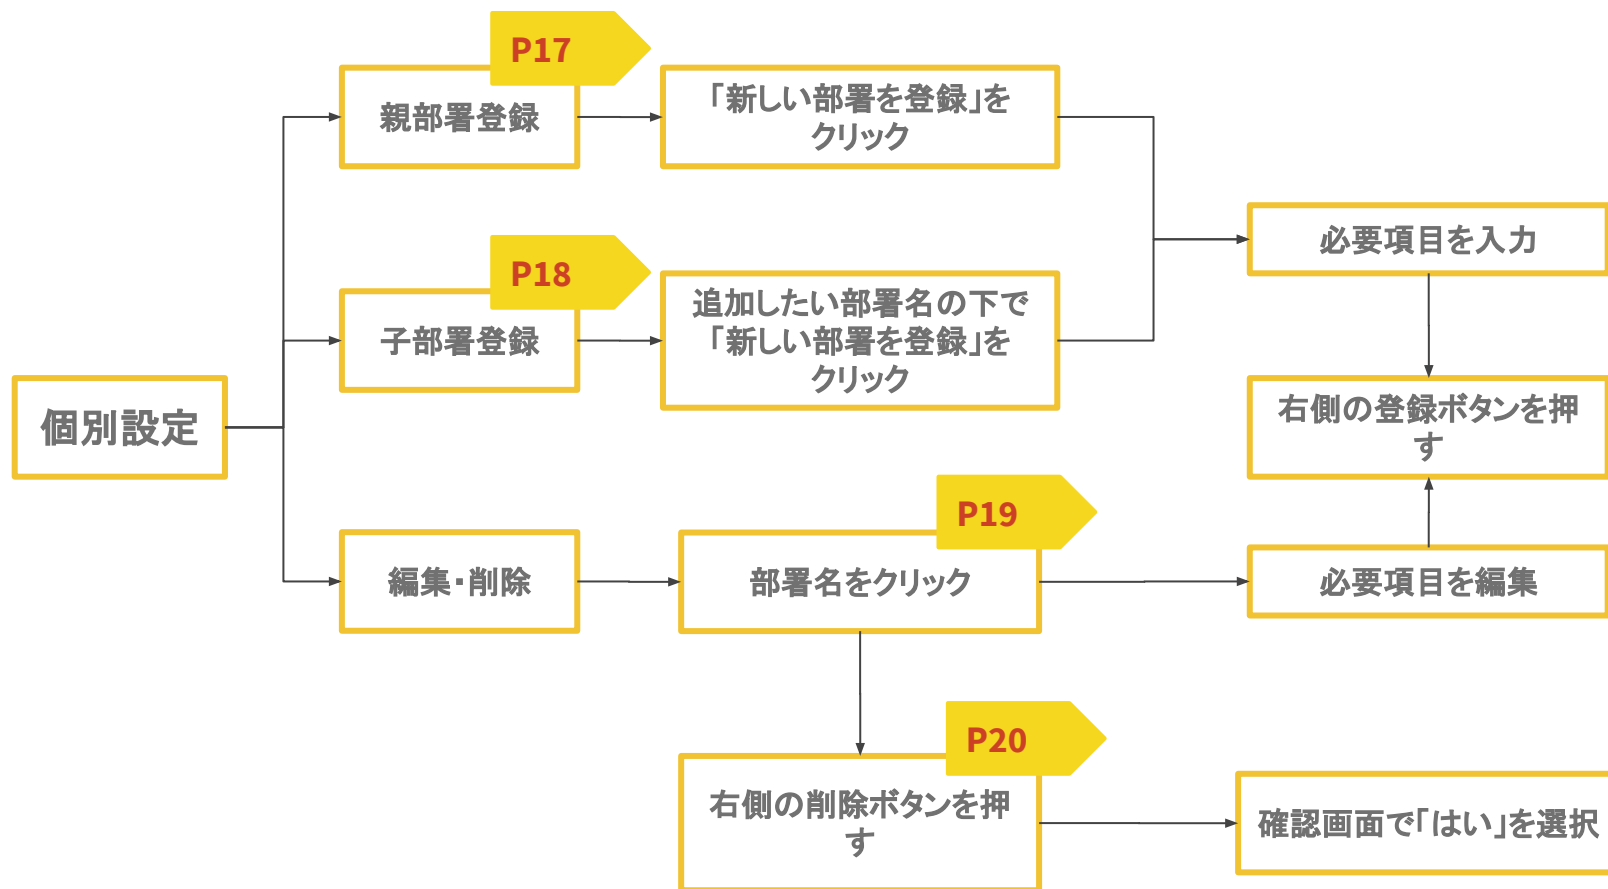 P17
親部署登録
「新しい部署を登録」を
クリック
P18
子部署登録
追加したい部署名の下で
「新しい部署を登録」を
クリック
必要項目を入力
個別設定
右側の登録ボタンを押
す
P19
編集・削除
部署名をクリック
必要項目を編集
P20
右側の削除ボタンを押
す
確認画面で「はい」を選択